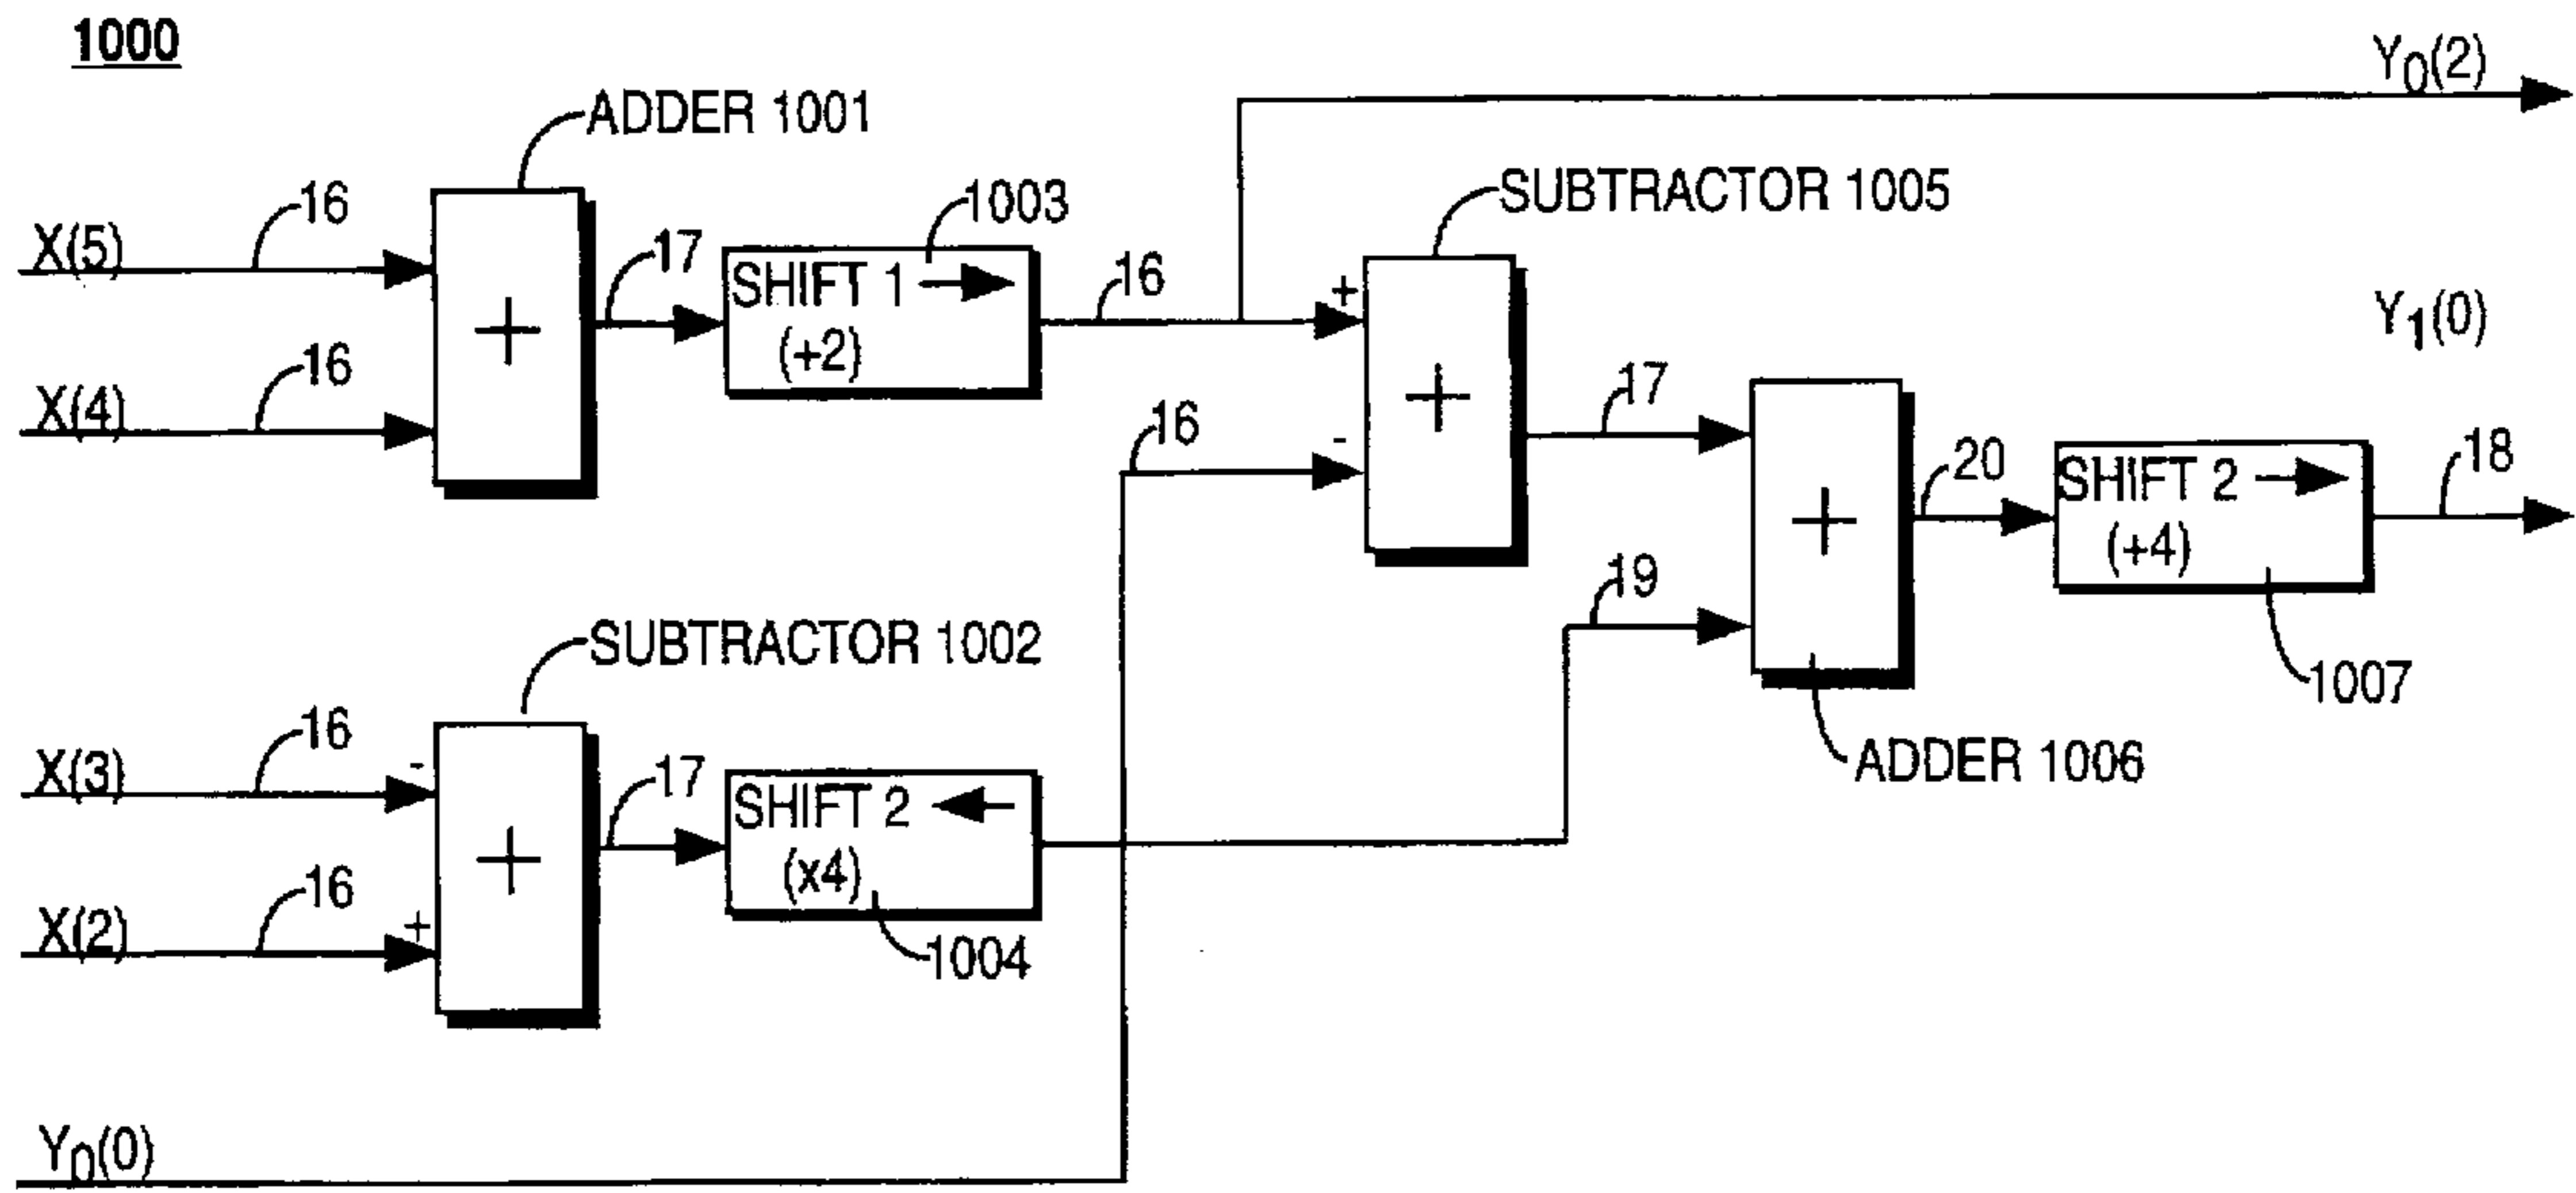 1000
Y0(2)
ADDER 1001
X(5)
16
17
SHIFT 1
(+2)
1003
16
SUBTRACTOR 1005
+
Y1(0)
X(4)
16
+
+
16
-
17
20
SHIFT 2
(+4)
18
+
1007
SUBTRACTOR 1002
19
ADDER 1006
X(3)
16
-
17
SHIFT 2
(x4)
1004
+
X(2)
16
+
Y0(0)